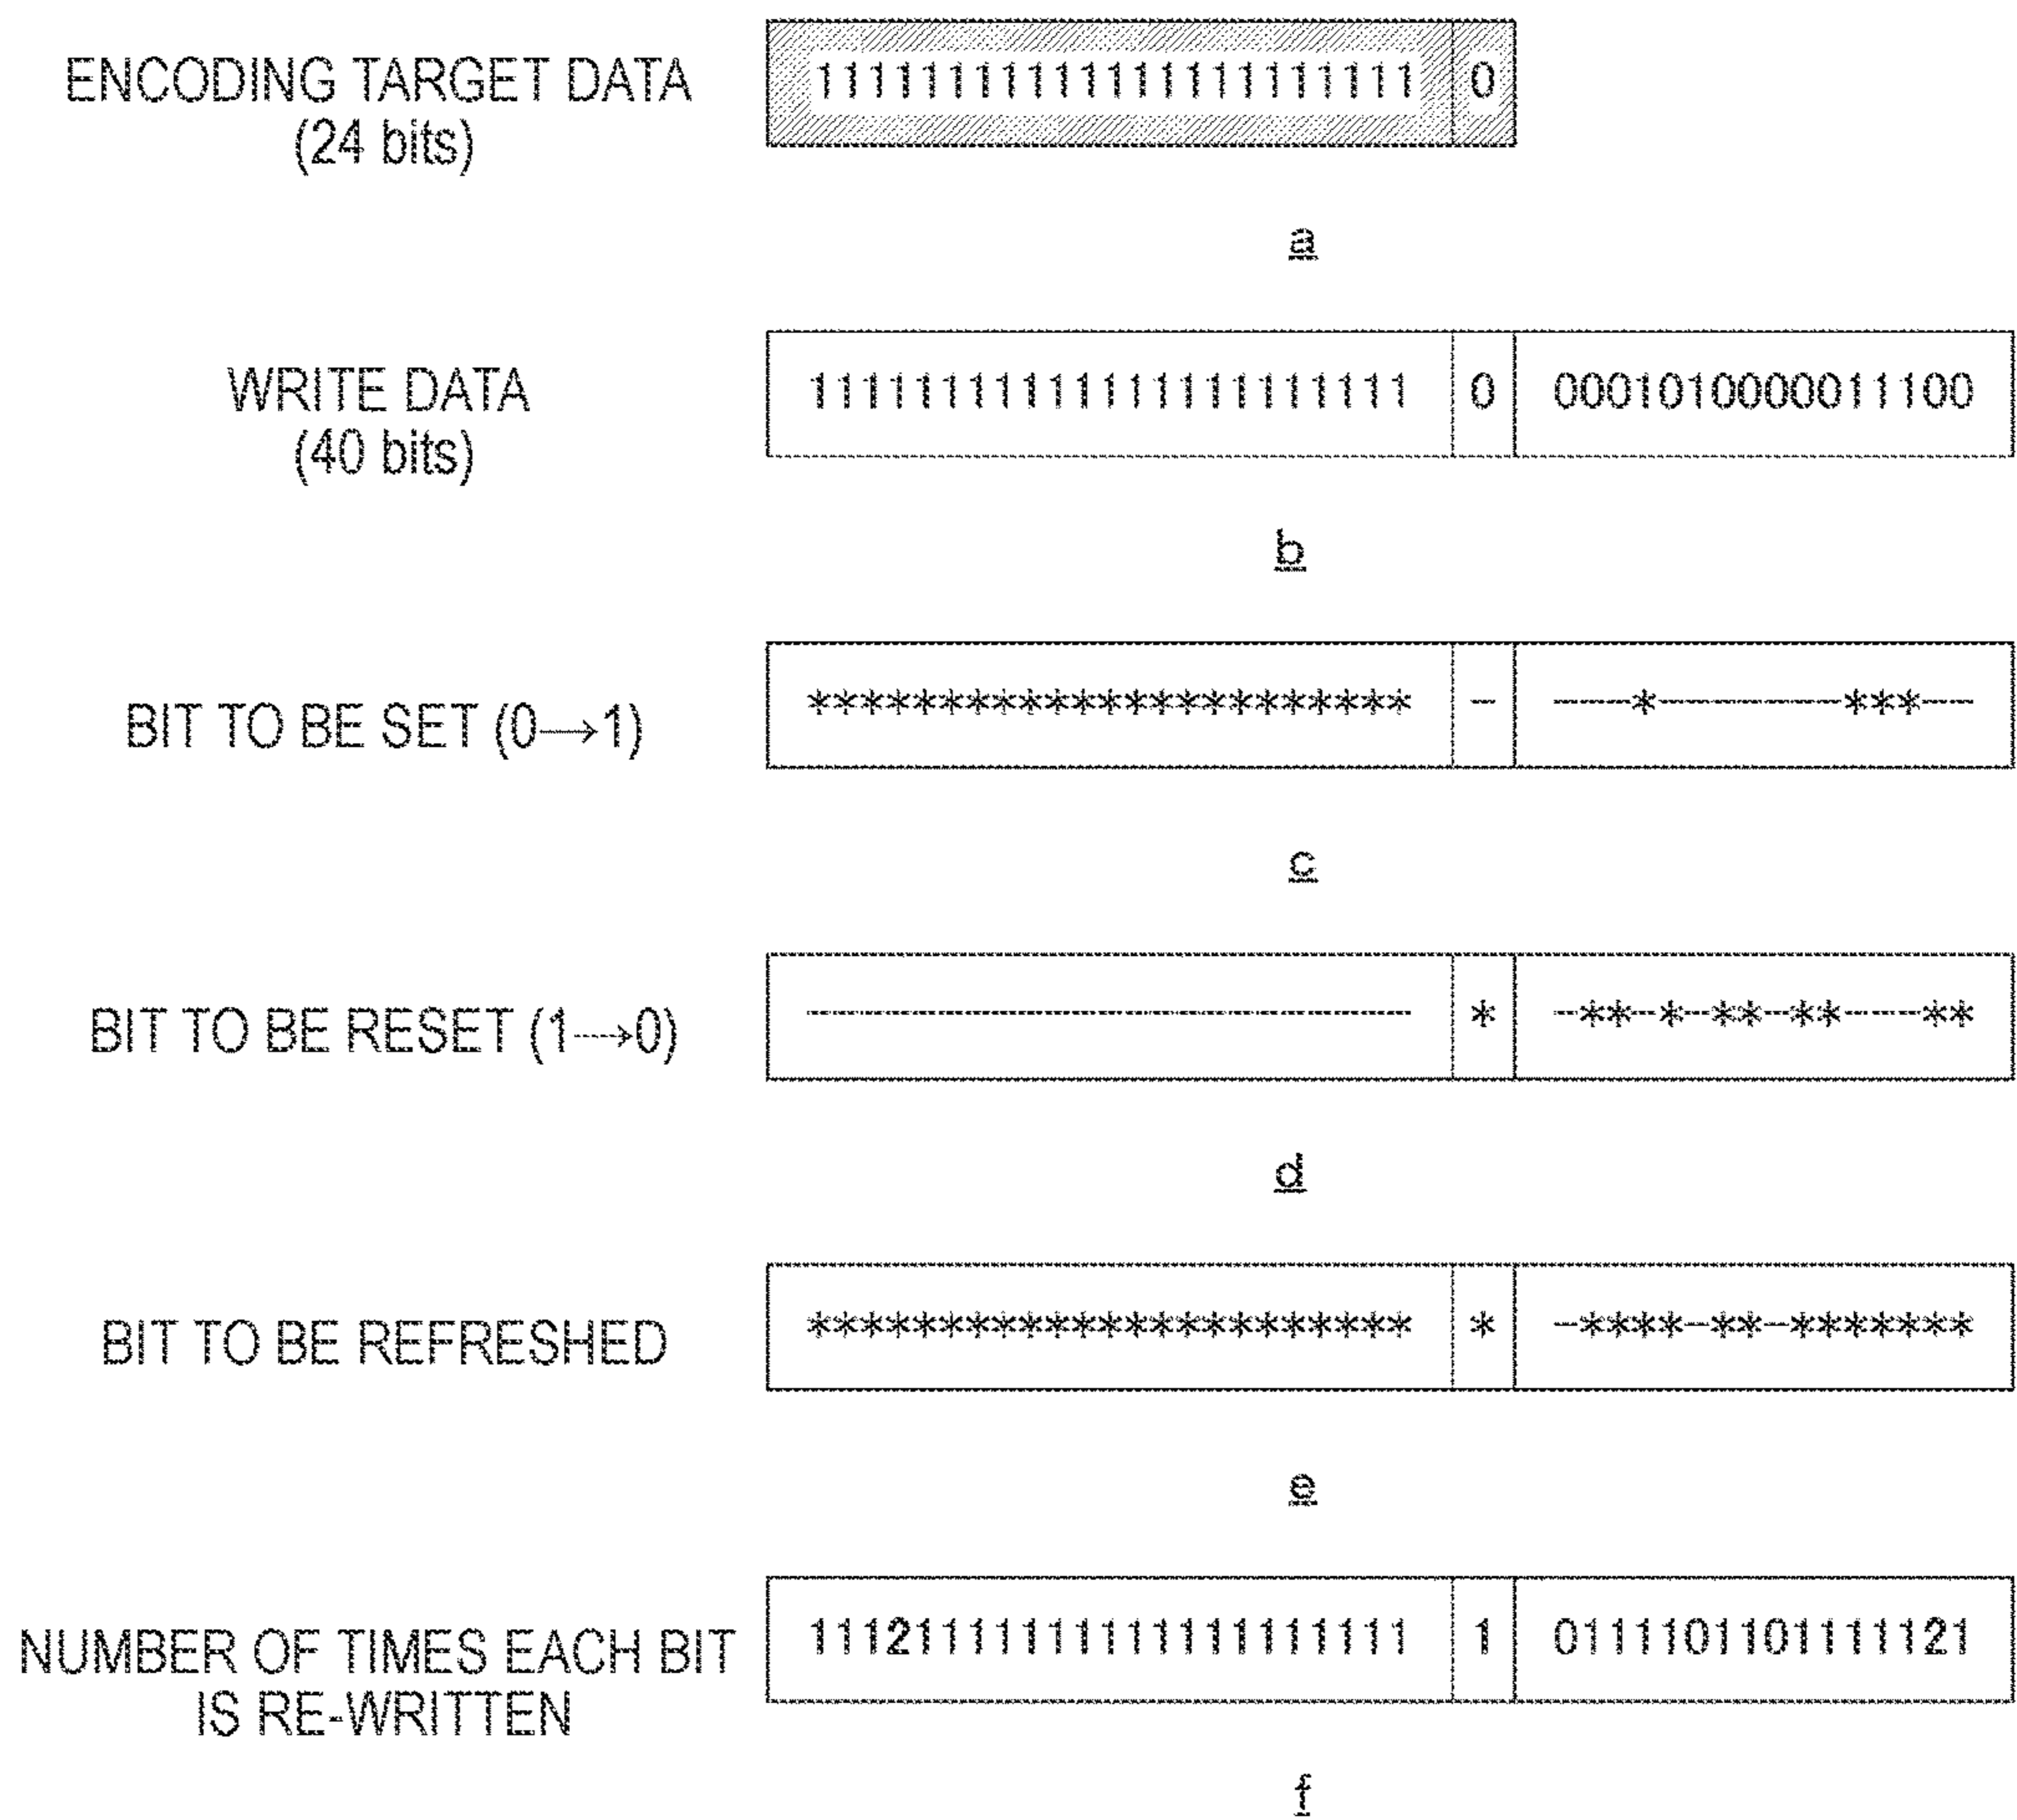 ENCODING TARGET DATA
(24 bits)
11111111111111111111111 0
a
WRITE DATA
(40 bits)
11111111111111111111111 0 0001010000011100
b
BIT TO BE SET (0→1)
*********************** - ---*-------***--
c
BIT TO BE RESET (1→0)
----------------------- * -**-*-**-**---**
d
BIT TO BE REFRESHED
*********************** * -****-**-*******
e
NUMBER OF TIMES EACH BIT
IS RE-WRITTEN
11121111111111111111111 1 0111101101111121
f